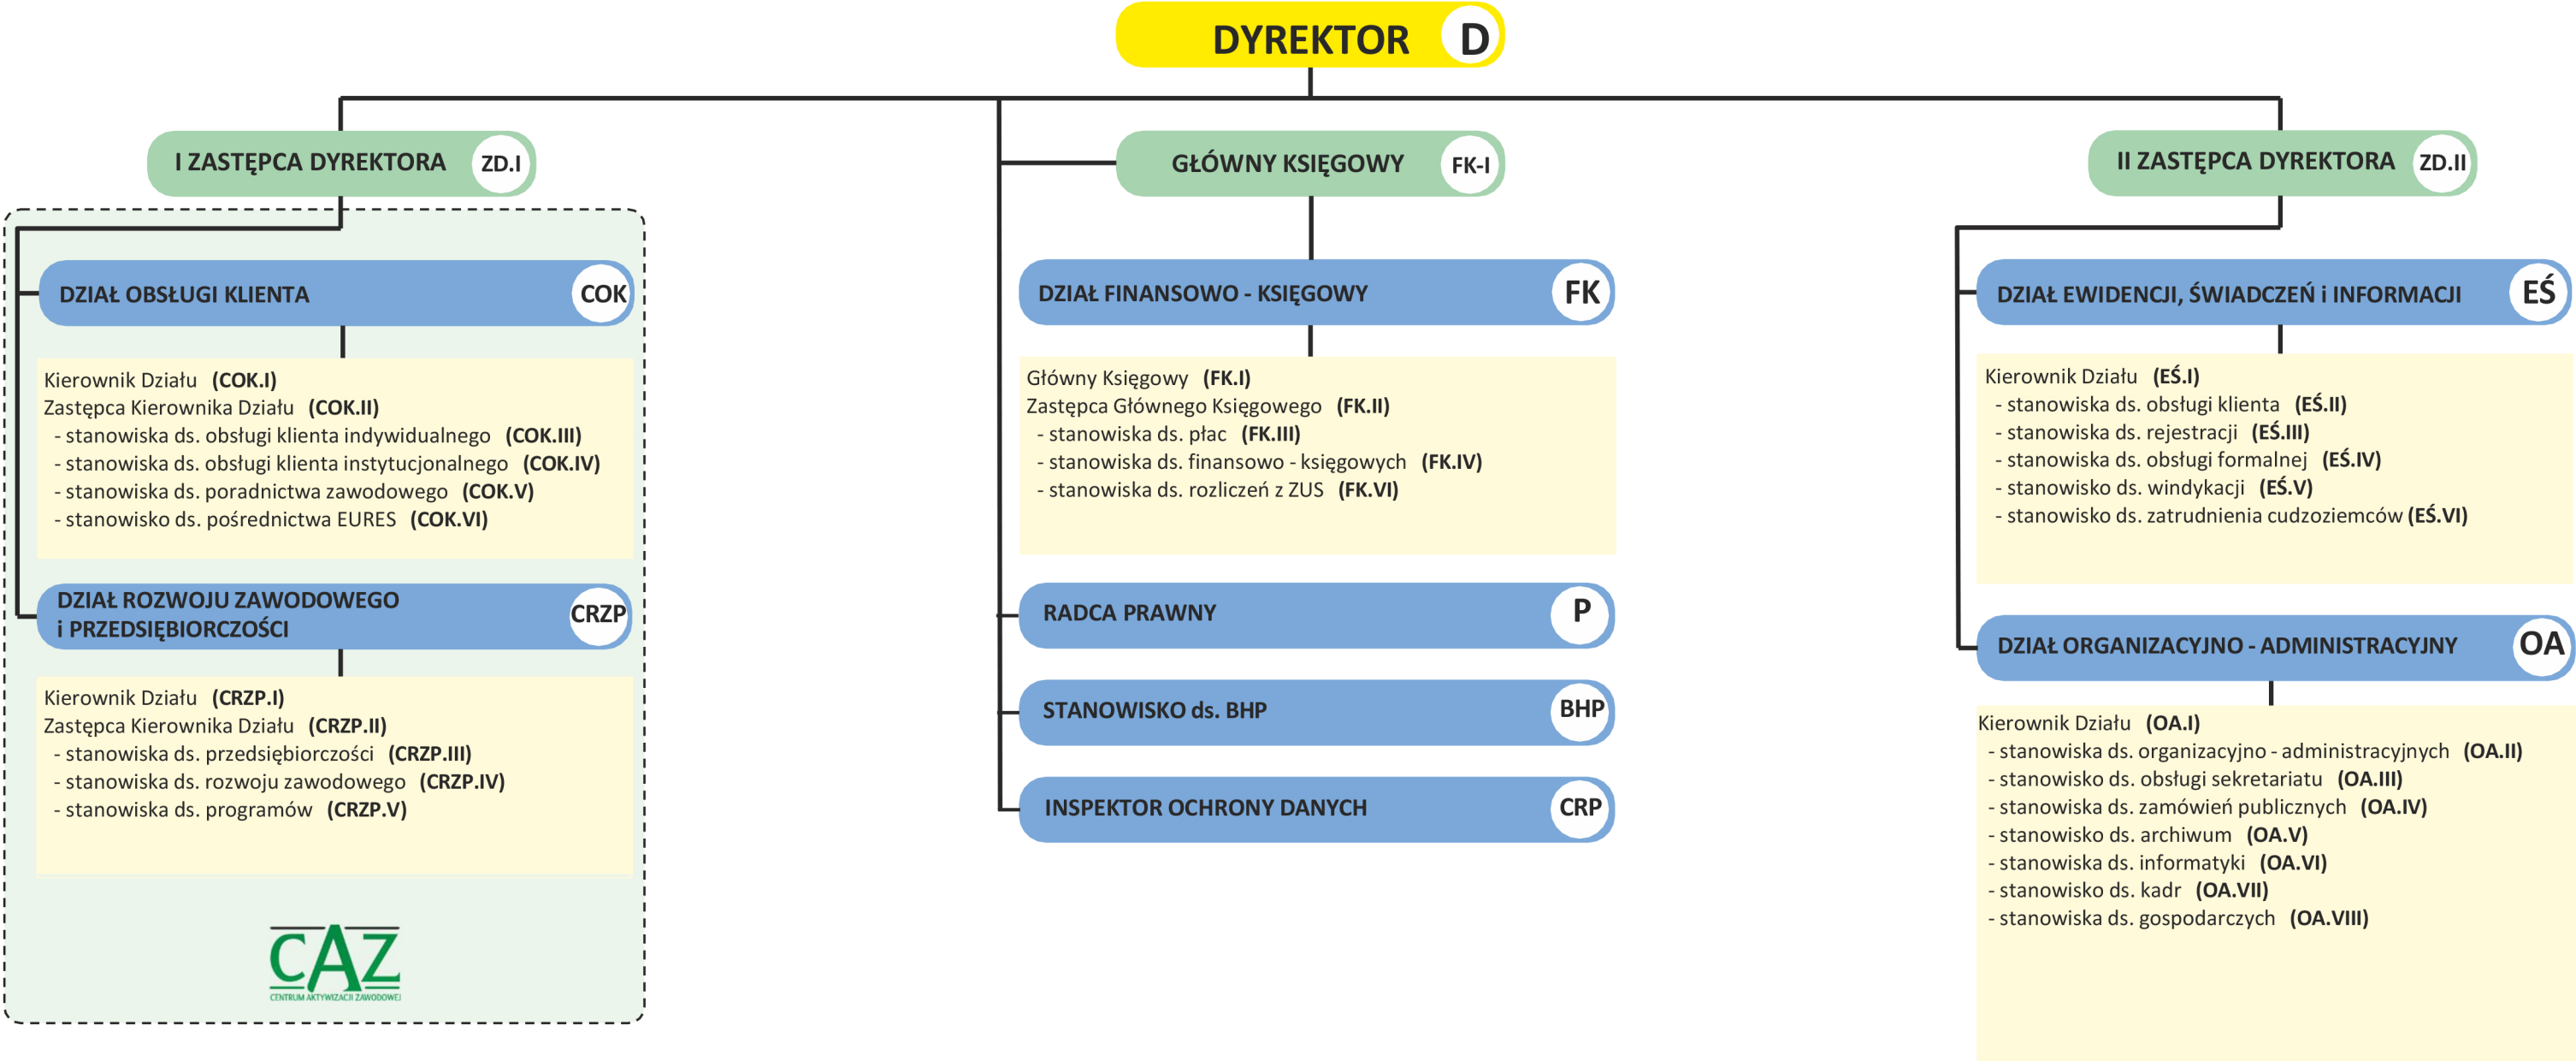 DYREKTOR D
I ZASTĘPCA DYREKTORA ZD.I
DZIAŁ OBSŁUGI KLIENTA COK
Kierownik Działu (COK.I)
Zastępca Kierownika Działu (COK.II)
- stanowiska ds. obsługi klienta indywidualnego (COK.III)
- stanowiska ds. obsługi klienta instytucjonalnego (COK.IV)
- stanowiska ds. poradnictwa zawodowego (COK.V)
- stanowisko ds. pośrednictwa EURES (COK.VI)
DZIAŁ ROZWOJU ZAWODOWEGO
i PRZEDSIĘBIORCZOŚCI CRZP
Kierownik Działu (CRZP.I)
Zastępca Kierownika Działu (CRZP.II)
- stanowiska ds. przedsiębiorczości (CRZP.III)
- stanowiska ds. rozwoju zawodowego (CRZP.IV)
- stanowiska ds. programów (CRZP.V)
CAZ
CENTRUM AKTYWIZACJI ZAWODOWEJ
GŁÓWNY KSIĘGOWY FK-I
DZIAŁ FINANSOWO - KSIĘGOWY FK
Główny Księgowy (FK.I)
Zastępca Głównego Księgowego (FK.II)
- stanowiska ds. płac (FK.III)
- stanowiska ds. finansowo - księgowych (FK.IV)
- stanowiska ds. rozliczeń z ZUS (FK.VI)
RADCA PRAWNY P
STANOWISKO ds. BHP BHP
INSPEKTOR OCHRONY DANYCH CRP
II ZASTĘPCA DYREKTORA ZD.II
DZIAŁ EWIDENCJI, ŚWIADCZEŃ i INFORMACJI EŚ
Kierownik Działu (EŚ.I)
- stanowiska ds. obsługi klienta (EŚ.II)
- stanowiska ds. rejestracji (EŚ.III)
- stanowiska ds. obsługi formalnej (EŚ.IV)
- stanowisko ds. windykacji (EŚ.V)
- stanowisko ds. zatrudnienia cudzoziemców (EŚ.VI)
DZIAŁ ORGANIZACYJNO - ADMINISTRACYJNY OA
Kierownik Działu (OA.I)
- stanowiska ds. organizacyjno - administracyjnych (OA.II)
- stanowisko ds. obsługi sekretariatu (OA.III)
- stanowiska ds. zamówień publicznych (OA.IV)
- stanowisko ds. archiwum (OA.V)
- stanowiska ds. informatyki (OA.VI)
- stanowisko ds. kadr (OA.VII)
- stanowiska ds. gospodarczych (OA.VIII)